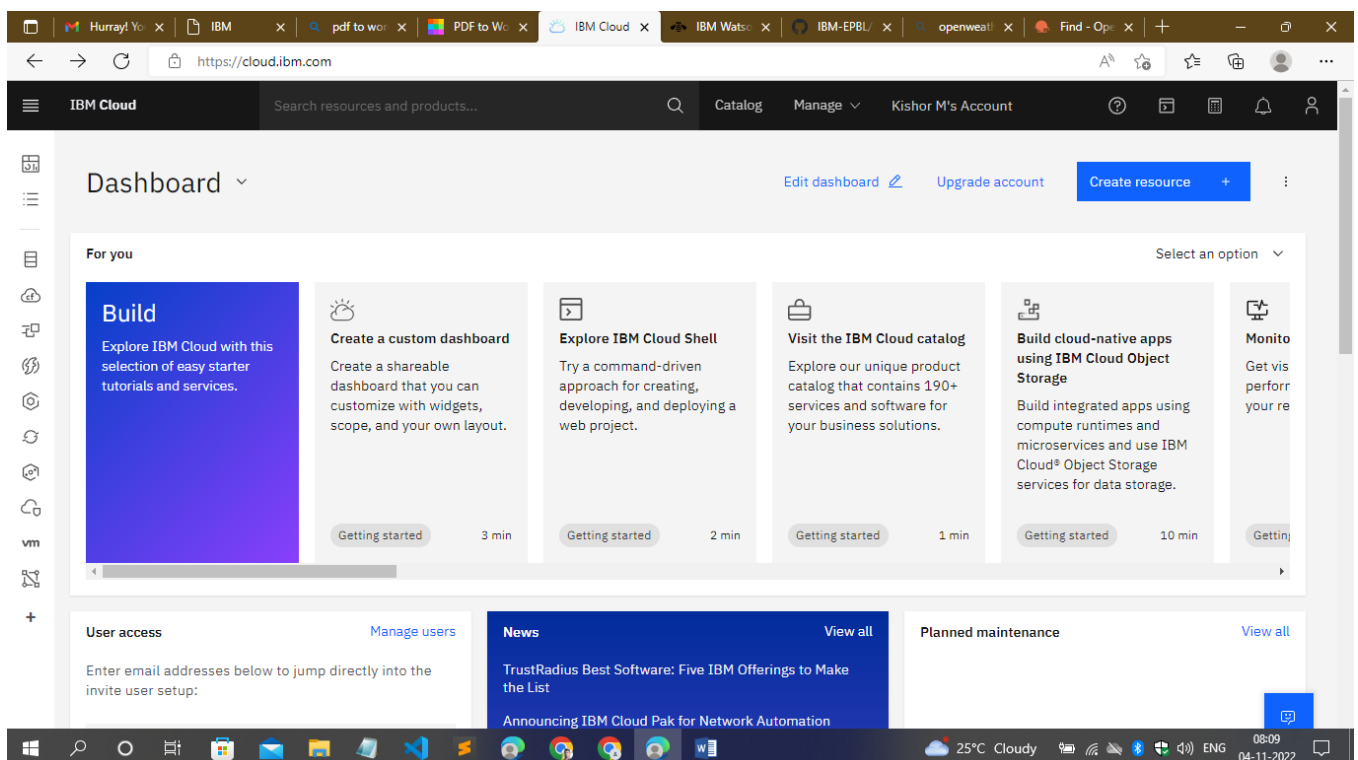 Hurray! Yo
IBM
pdf to wor
PDF to Wo
IBM Cloud
IBM Watso
IBM-EPBL/
openweath
Find - Ope
https://cloud.ibm.com
IBM Cloud
Search resources and products...
Catalog
Manage
Kishor M's Account
Dashboard
Edit dashboard
Upgrade account
Create resource +
For you
Select an option
Build
Explore IBM Cloud with this
selection of easy starter
tutorials and services.
Create a custom dashboard
Create a shareable
dashboard that you can
customize with widgets,
scope, and your own layout.
Getting started
3 min
Explore IBM Cloud Shell
Try a command-driven
approach for creating,
developing, and deploying a
web project.
Getting started
2 min
Visit the IBM Cloud catalog
Explore our unique product
catalog that contains 190+
services and software for
your business solutions.
Getting started
1 min
Build cloud-native apps
using IBM Cloud Object
Storage
Build integrated apps using
compute runtimes and
microservices and use IBM
Cloud® Object Storage
services for data storage.
Getting started
10 min
Monito
Get vis
perforr
your re
Getting
vm
User access
Manage users
Enter email addresses below to jump directly into the
invite user setup:
News
View all
TrustRadius Best Software: Five IBM Offerings to Make
the List
Announcing IBM Cloud Pak for Network Automation
Planned maintenance
View all
25°C Cloudy
ENG
08:09
04-11-2022